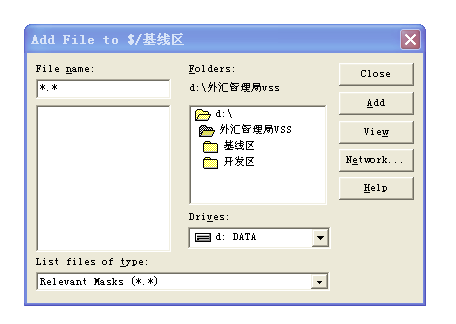 Add File to $/基线区
File name:
*.*
Folders:
d:\外汇管理局vss
d:\
外汇管理局VSS
基线区
开发区
Close
Add
View
Network...
Help
Drives:
d: DATA
List files of type:
Relevant Masks (*.*)